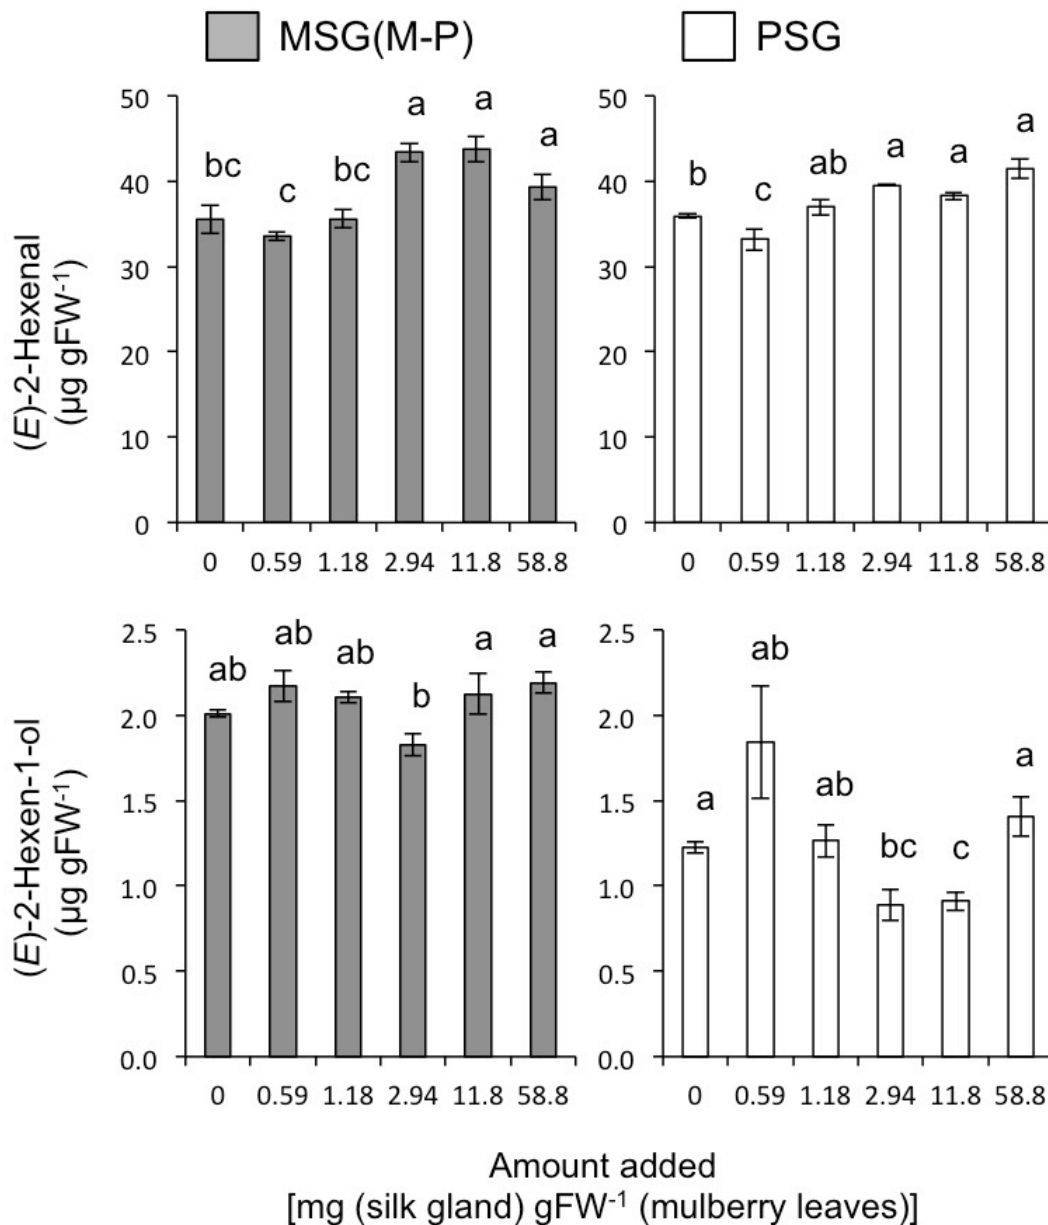 MSG(M-P) PSG
(E)-2-Hexenal
(µg gFW⁻¹)
50
40
30
20
10
0
bc c bc a a a
0 0.59 1.18 2.94 11.8 58.8
50
40
30
20
10
0
b c ab a a a
0 0.59 1.18 2.94 11.8 58.8
(E)-2-Hexen-1-ol
(µg gFW⁻¹)
2.5
2.0
1.5
1.0
0.5
0.0
ab ab ab b a a
0 0.59 1.18 2.94 11.8 58.8
2.5
2.0
1.5
1.0
0.5
0.0
a ab ab bc c a
0 0.59 1.18 2.94 11.8 58.8
Amount added
[mg (silk gland) gFW⁻¹ (mulberry leaves)]